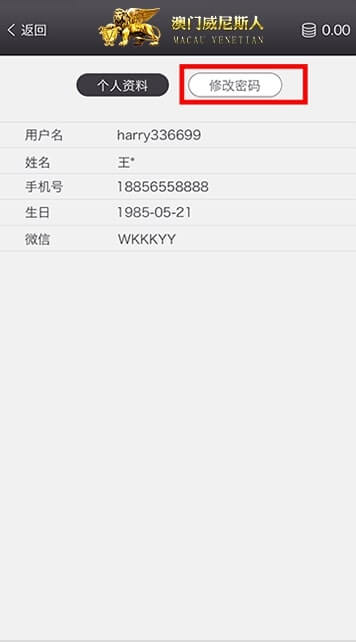 返回
澳门威尼斯人
MACAU VENETIAN
0.00
个人资料 修改密码
用户名 harry336699
姓名 王*
手机号 18856558888
生日 1985-05-21
微信 WKKKYY